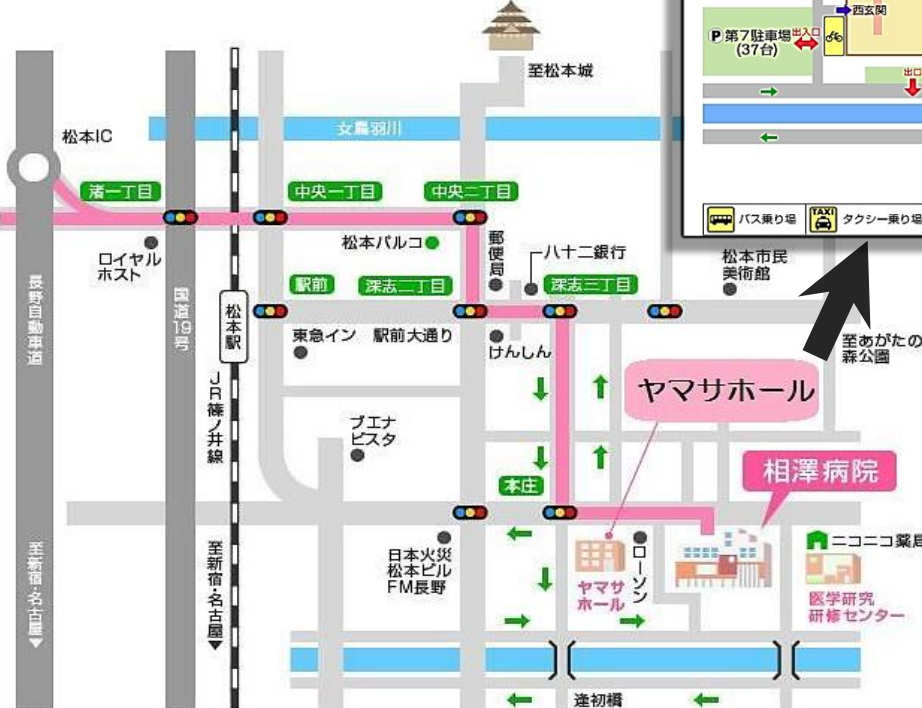 西玄関
P 第7駐車場
(37台)
出入口
出口
バス乗り場
TAXI
タクシー乗り場
至松本城
女鳥羽川
松本IC
渚一丁目
中央一丁目
中央二丁目
ロイヤル
ホスト
松本パルコ
郵便局
八十二銀行
松本市民
美術館
長野自動車道
国道19号
松本駅
駅前
深志二丁目
深志三丁目
東急イン
駅前大通り
けんしん
至あがたの
森公園
JR篠ノ井線
ブエナ
ビスタ
ヤマサホール
相澤病院
本庄
至新宿・名古屋
至新宿・名古屋
日本火災
松本ビル
FM長野
ヤマサ
ホール
ローソン
ニコニコ薬局
医学研究
研修センター
逢初橋